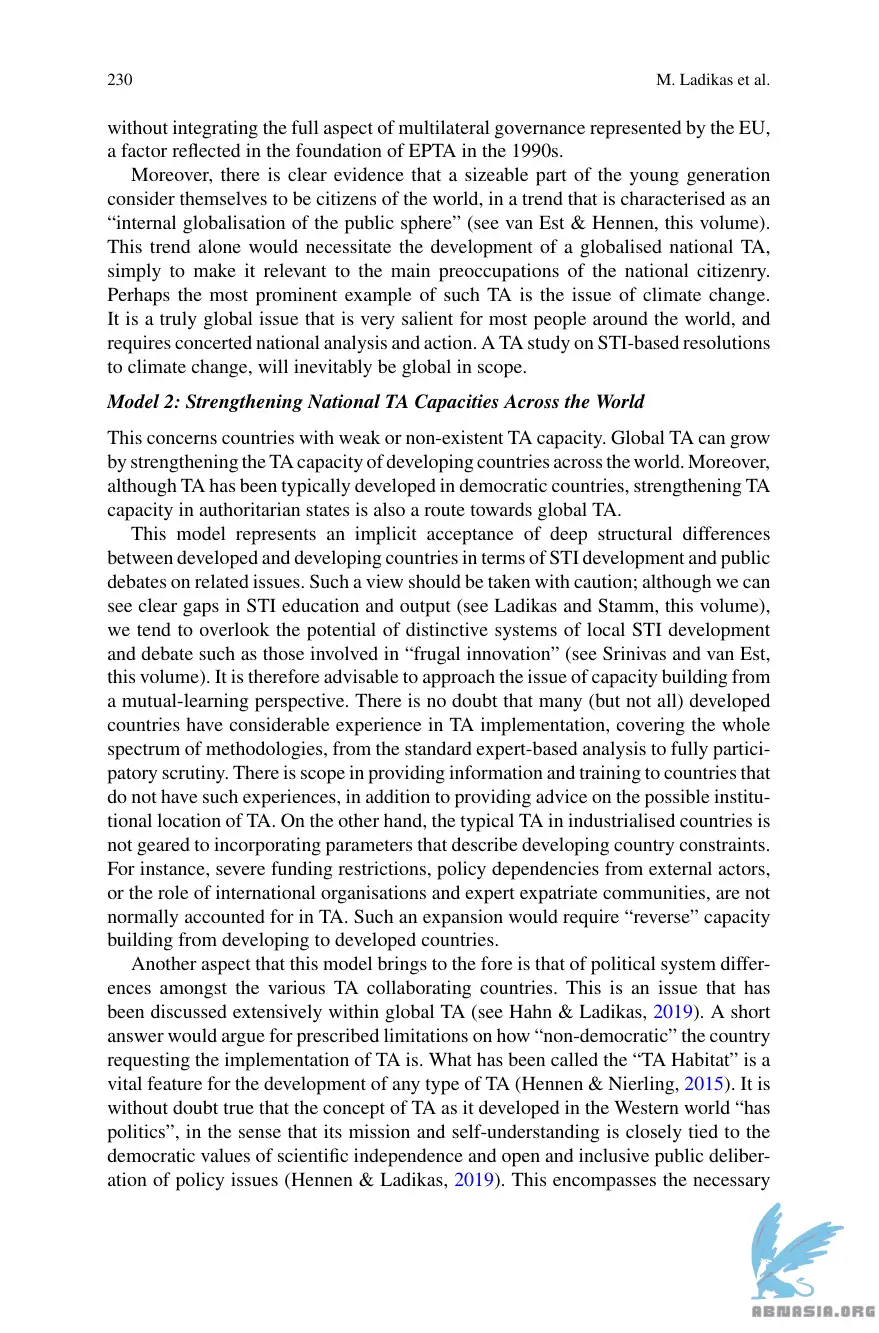 230
M. Ladikas et al.
without integrating the full aspect of multilateral governance represented by the EU,
a factor reflected in the foundation of EPTA in the 1990s.
Moreover, there is clear evidence that a sizeable part of the young generation
consider themselves to be citizens of the world, in a trend that is characterised as an
“internal globalisation of the public sphere” (see van Est & Hennen, this volume).
This trend alone would necessitate the development of a globalised national TA,
simply to make it relevant to the main preoccupations of the national citizenry.
Perhaps the most prominent example of such TA is the issue of climate change.
It is a truly global issue that is very salient for most people around the world, and
requires concerted national analysis and action. A TA study on STI-based resolutions
to climate change, will inevitably be global in scope.
Model 2: Strengthening National TA Capacities Across the World
This concerns countries with weak or non-existent TA capacity. Global TA can grow
by strengthening the TA capacity of developing countries across the world. Moreover,
although TA has been typically developed in democratic countries, strengthening TA
capacity in authoritarian states is also a route towards global TA.
This model represents an implicit acceptance of deep structural differences
between developed and developing countries in terms of STI development and public
debates on related issues. Such a view should be taken with caution; although we can
see clear gaps in STI education and output (see Ladikas and Stamm, this volume),
we tend to overlook the potential of distinctive systems of local STI development
and debate such as those involved in “frugal innovation” (see Srinivas and van Est,
this volume). It is therefore advisable to approach the issue of capacity building from
a mutual-learning perspective. There is no doubt that many (but not all) developed
countries have considerable experience in TA implementation, covering the whole
spectrum of methodologies, from the standard expert-based analysis to fully partici-
patory scrutiny. There is scope in providing information and training to countries that
do not have such experiences, in addition to providing advice on the possible institu-
tional location of TA. On the other hand, the typical TA in industrialised countries is
not geared to incorporating parameters that describe developing country constraints.
For instance, severe funding restrictions, policy dependencies from external actors,
or the role of international organisations and expert expatriate communities, are not
normally accounted for in TA. Such an expansion would require “reverse” capacity
building from developing to developed countries.
Another aspect that this model brings to the fore is that of political system differ-
ences amongst the various TA collaborating countries. This is an issue that has
been discussed extensively within global TA (see Hahn & Ladikas, 2019). A short
answer would argue for prescribed limitations on how “non-democratic” the country
requesting the implementation of TA is. What has been called the “TA Habitat” is a
vital feature for the development of any type of TA (Hennen & Nierling, 2015). It is
without doubt true that the concept of TA as it developed in the Western world “has
politics”, in the sense that its mission and self-understanding is closely tied to the
democratic values of scientific independence and open and inclusive public deliber-
ation of policy issues (Hennen & Ladikas, 2019). This encompasses the necessary
ABNASIA.ORG